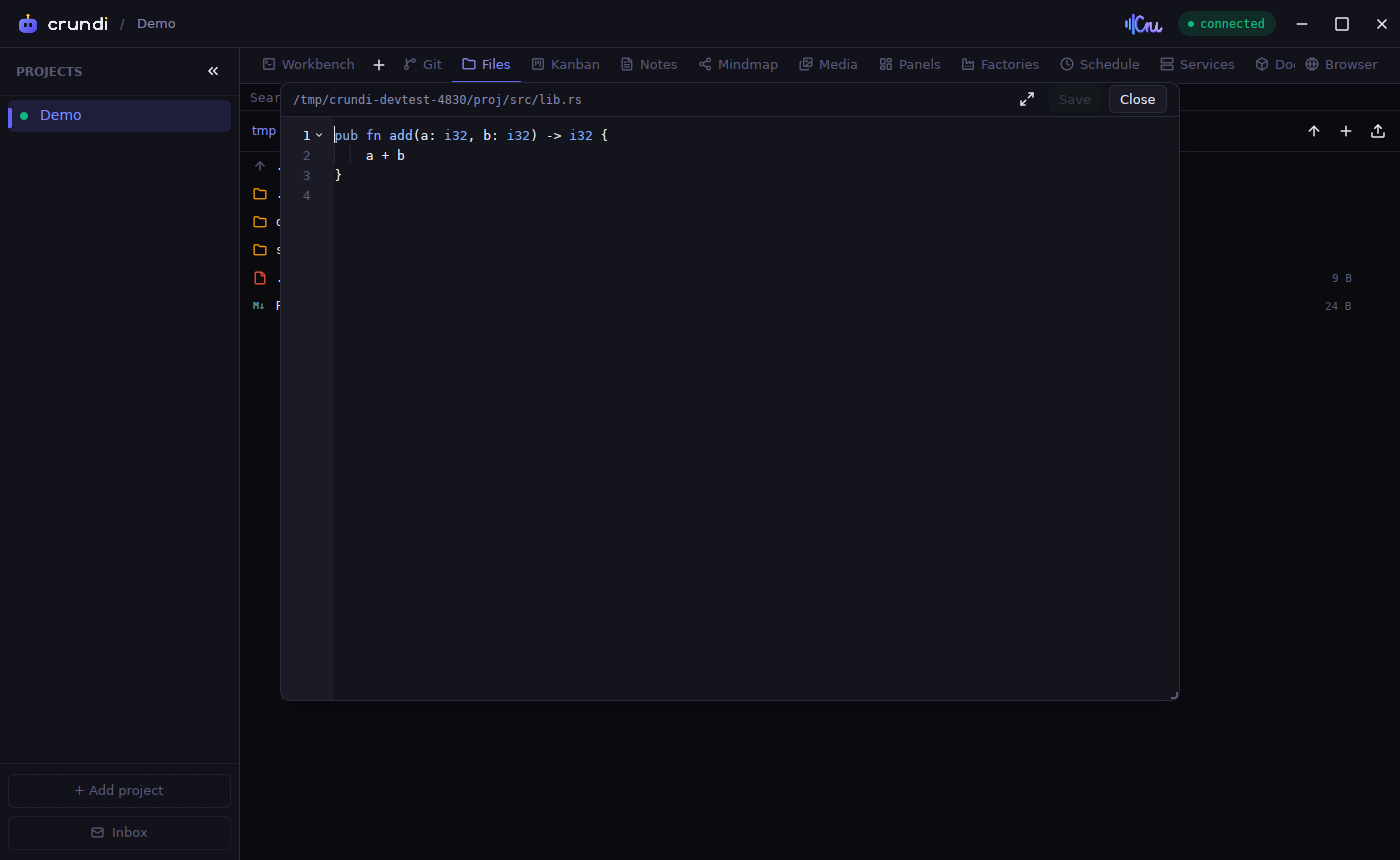 crundi / Demo
Cru
connected
PROJECTS
Workbench
Git
Files
Kanban
Notes
Mindmap
Media
Panels
Factories
Schedule
Services
Browser
Demo
/tmp/crundi-devtest-4830/proj/src/lib.rs
Save
Close
tmp
1 pub fn add(a: i32, b: i32) -> i32 {
2 a + b
3 }
4
9 B
M↓
24 B
+ Add project
Inbox